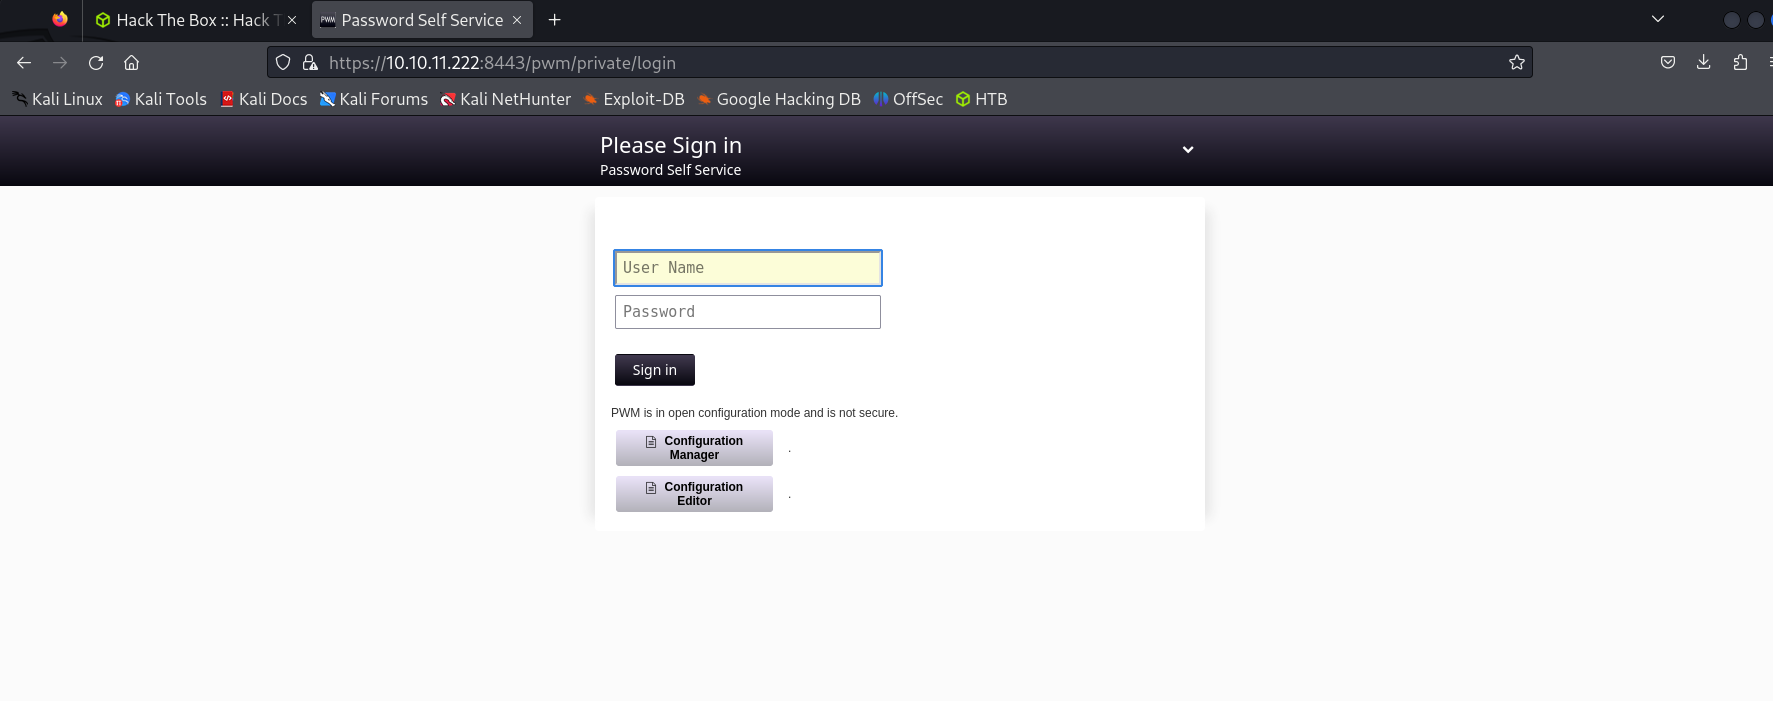 Hack The Box :: Hack T
PWM Password Self Service
https://10.10.11.222:8443/pwm/private/login
Kali Linux Kali Tools Kali Docs Kali Forums Kali NetHunter Exploit-DB Google Hacking DB OffSec HTB
Please Sign in
Password Self Service
User Name
Password
Sign in
PWM is in open configuration mode and is not secure.
Configuration
Manager
.
Configuration
Editor
.